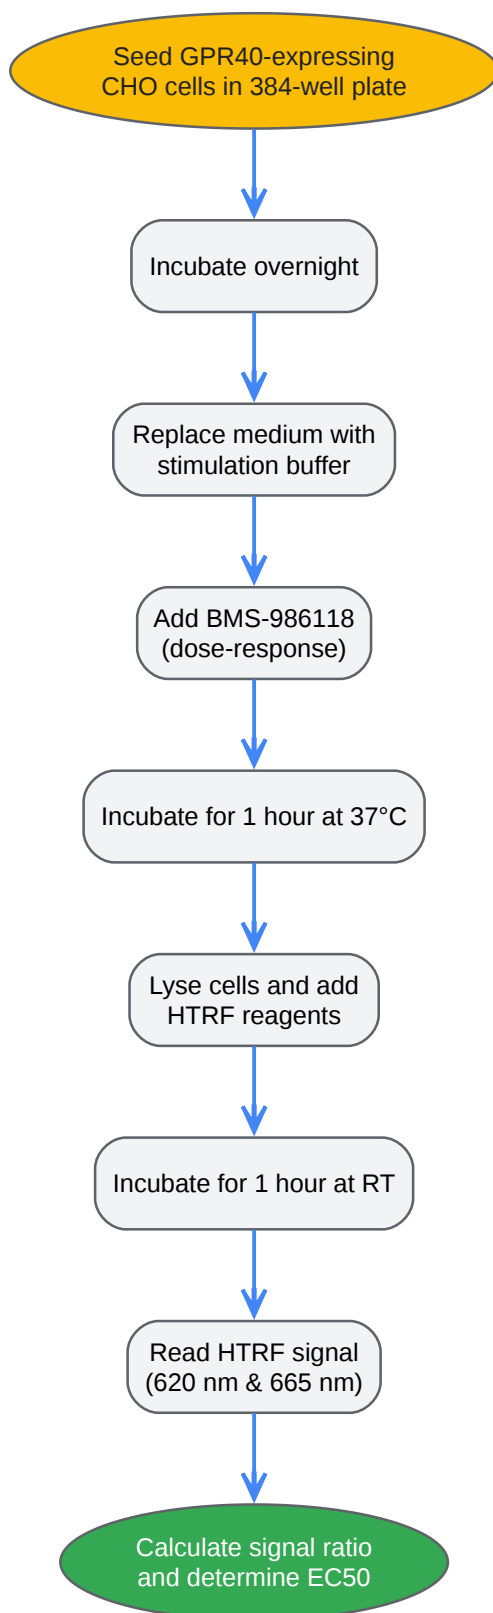 Seed GPR40-expressing
CHO cells in 384-well plate
Incubate overnight
Replace medium with
stimulation buffer
Add BMS-986118
(dose-response)
Incubate for 1 hour at 37°C
Lyse cells and add
HTRF reagents
Incubate for 1 hour at RT
Read HTRF signal
(620 nm & 665 nm)
Calculate signal ratio
and determine EC50